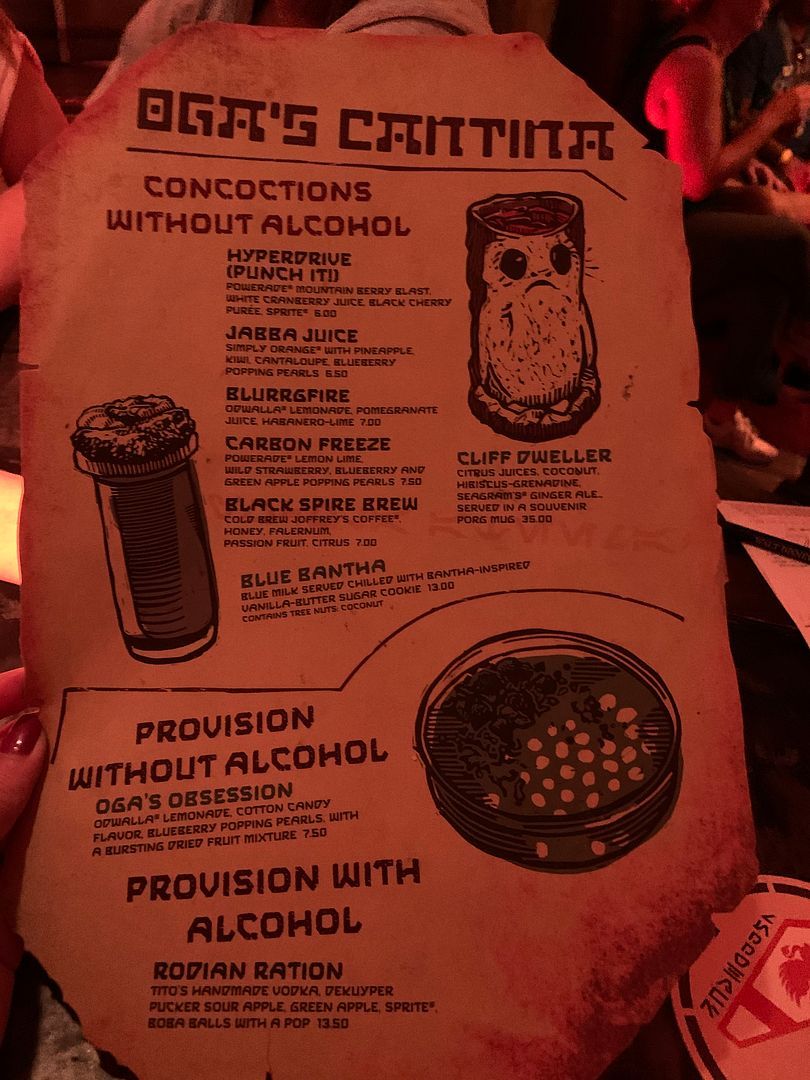 OGA'S CANTINA
CONCOCTIONS
WITHOUT ALCOHOL
HYPERDRIVE
(PUNCH IT!)
POWERADE® MOUNTAIN BERRY BLAST,
WHITE CRANBERRY JUICE, BLACK CHERRY
PURÉE, SPRITE® 6.00
JABBA JUICE
SIMPLY ORANGE® WITH PINEAPPLE,
KIWI, CANTALOUPE, BLUEBERRY
POPPING PEARLS 6.50
BLURRGFIRE
ODWALLA® LEMONADE, POMEGRANATE
JUICE, HABANERO-LIME 7.00
CARBON FREEZE
POWERADE® LEMON LIME,
WILD STRAWBERRY, BLUEBERRY AND
GREEN APPLE POPPING PEARLS 7.50
BLACK SPIRE BREW
COLD BREW JOFFREY'S COFFEE®,
HONEY, FALERNUM,
PASSION FRUIT, CITRUS 7.00
BLUE BANTHA
BLUE MILK SERVED CHILLED WITH BANTHA-INSPIRED
VANILLA-BUTTER SUGAR COOKIE 13.00
CONTAINS TREE NUTS: COCONUT
CLIFF DWELLER
CITRUS JUICES, COCONUT,
HIBISCUS-GRENADINE,
SEAGRAM'S® GINGER ALE.,
SERVED IN A SOUVENIR
PORG MUG 35.00
PROVISION
WITHOUT ALCOHOL
OGA'S OBSESSION
ODWALLA® LEMONADE, COTTON CANDY
FLAVOR, BLUEBERRY POPPING PEARLS, WITH
A BURSTING DRIED FRUIT MIXTURE 7.50
PROVISION WITH
ALCOHOL
RODIAN RATION
TITO'S HANDMADE VODKA, DEKUYPER
PUCKER SOUR APPLE, GREEN APPLE, SPRITE®,
BOBA BALLS WITH A POP 13.50